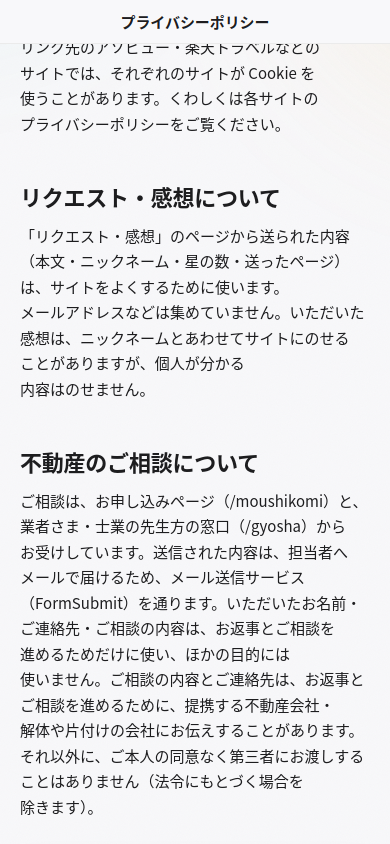 プライバシーポリシー
リンク先のアソビュー・楽天トラベルなどの
サイトでは、それぞれのサイトが Cookie を
使うことがあります。くわしくは各サイトの
プライバシーポリシーをご覧ください。
リクエスト・感想について
「リクエスト・感想」のページから送られた内容
（本文・ニックネーム・星の数・送ったページ）
は、サイトをよくするために使います。
メールアドレスなどは集めていません。いただいた
感想は、ニックネームとあわせてサイトにのせる
ことがありますが、個人が分かる
内容はのせません。
不動産のご相談について
ご相談は、お申し込みページ（/moushikomi）と、
業者さま・士業の先生方の窓口（/gyosha）から
お受けしています。送信された内容は、担当者へ
メールで届けるため、メール送信サービス
（FormSubmit）を通ります。いただいたお名前・
ご連絡先・ご相談の内容は、お返事とご相談を
進めるためだけに使い、ほかの目的には
使いません。ご相談の内容とご連絡先は、お返事と
ご相談を進めるために、提携する不動産会社・
解体や片付けの会社にお伝えすることがあります。
それ以外に、ご本人の同意なく第三者にお渡しする
ことはありません（法令にもとづく場合を
除きます）。